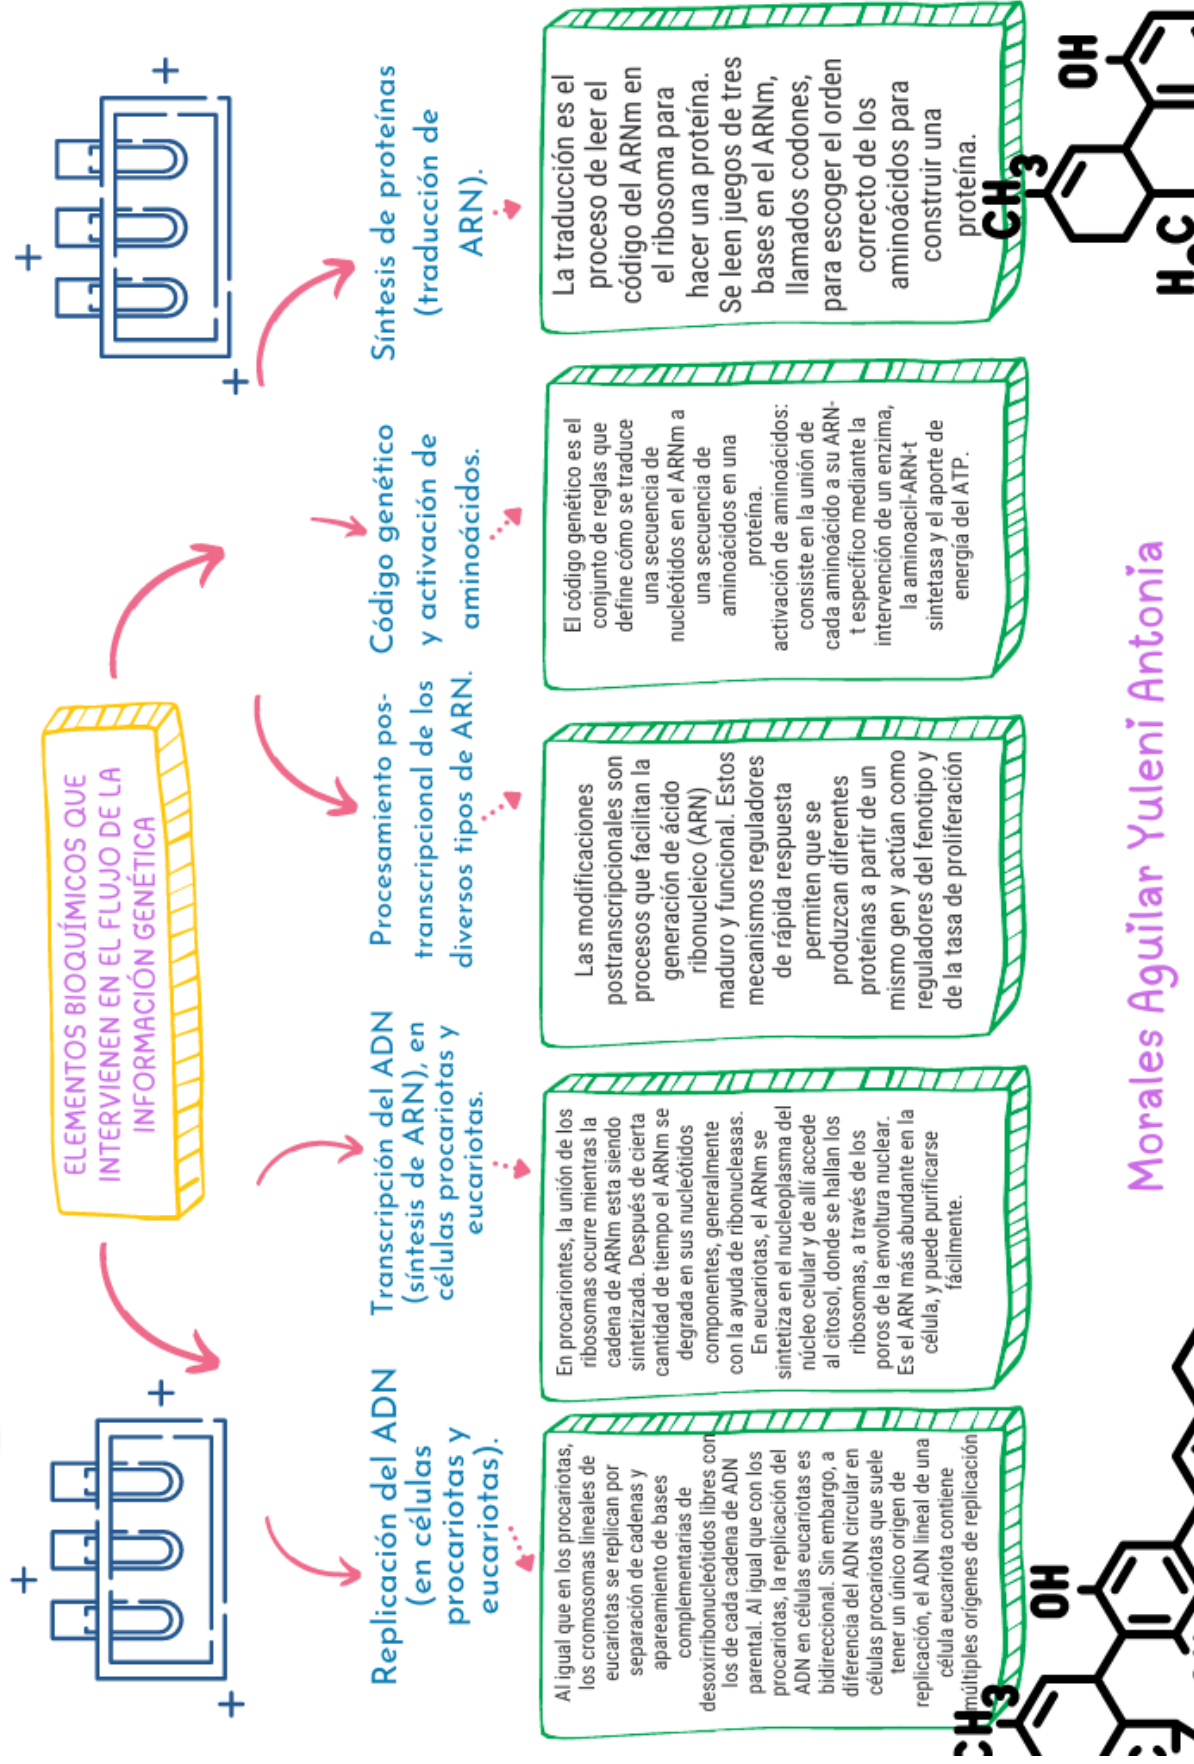 ELEMENTOS BIOQUÍMICOS QUE
INTERVIENEN EN EL FLUJO DE LA
INFORMACIÓN GENÉTICA
Replicación del ADN
(en células
procariotas y
eucariotas).
Al igual que en los procariotas,
los cromosomas lineales de
eucariotas se replican por
separación de cadenas y
apareamiento de bases
complementarias de
desoxirribonucleótidos libres con
los de cada cadena de ADN
parental. Al igual que con los
procariotas, la replicación del
ADN en células eucariotas es
bidireccional. Sin embargo, a
diferencia del ADN circular en
células procariotas que suele
tener un único origen de
replicación, el ADN lineal de una
célula eucariota contiene
múltiples orígenes de replicación
Transcripción del ADN
(síntesis de ARN), en
células procariotas y
eucariotas.
En procariontes, la unión de los
ribosomas ocurre mientras la
cadena de ARNm esta siendo
sintetizada. Después de cierta
cantidad de tiempo el ARNm se
degrada en sus nucleótidos
componentes, generalmente
con la ayuda de ribonucleasas.
En eucariotas, el ARNm se
sintetiza en el nucleoplasma del
núcleo celular y de allí accede
al citosol, donde se hallan los
ribosomas, a través de los
poros de la envoltura nuclear.
Es el ARN más abundante en la
célula, y puede purificarse
fácilmente.
Procesamiento pos-
transcripcional de los
diversos tipos de ARN.
Las modificaciones
postranscripcionales son
procesos que facilitan la
generación de ácido
ribonucleico (ARN)
maduro y funcional. Estos
mecanismos reguladores
de rápida respuesta
permiten que se
produzcan diferentes
proteínas a partir de un
mismo gen y actúan como
reguladores del fenotipo y
de la tasa de proliferación
Código genético
y activación de
aminoácidos.
El código genético es el
conjunto de reglas que
define cómo se traduce
una secuencia de
nucleótidos en el ARNm a
una secuencia de
aminoácidos en una
proteína.
activación de aminoácidos:
consiste en la unión de
cada aminoácido a su ARN-
t específico mediante la
intervención de un enzima,
la aminoacil-ARN-t
sintetasa y el aporte de
energía del ATP.
Síntesis de proteínas
(traducción de
ARN).
La traducción es el
proceso de leer el
código del ARNm en
el ribosoma para
hacer una proteína.
Se leen juegos de tres
bases en el ARNm,
llamados codones,
para escoger el orden
correcto de los
aminoácidos para
construir una
proteína.
CH3
OH
CH3
OH
H₃C
Morales Aguilar Yuleni Antonia